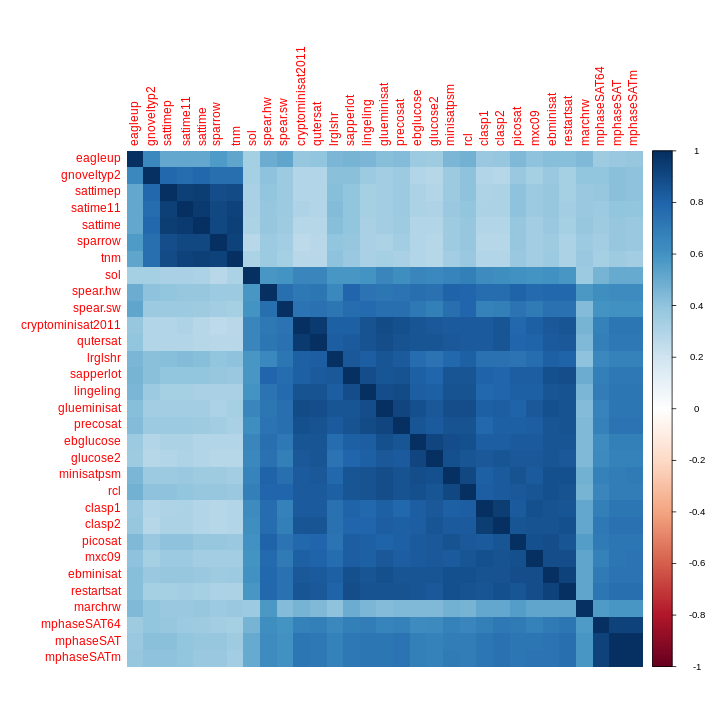 eagleup
gnoveltyp2
sattimep
satime11
sattime
sparrow
tnm
sol
spear.hw
spear.sw
cryptominisat2011
qutersat
lrglshr
sapperlot
lingeling
glueminisat
precosat
ebglucose
glucose2
minisatpsm
rcl
clasp1
clasp2
picosat
mxc09
ebminisat
restartsat
marchrw
mphaseSAT64
mphaseSAT
mphaseSATm
eagleup
gnoveltyp2
sattimep
satime11
sattime
sparrow
tnm
sol
spear.hw
spear.sw
cryptominisat2011
qutersat
lrglshr
sapperlot
lingeling
glueminisat
precosat
ebglucose
glucose2
minisatpsm
rcl
clasp1
clasp2
picosat
mxc09
ebminisat
restartsat
marchrw
mphaseSAT64
mphaseSAT
mphaseSATm
1
0.8
0.6
0.4
0.2
0
-0.2
-0.4
-0.6
-0.8
-1